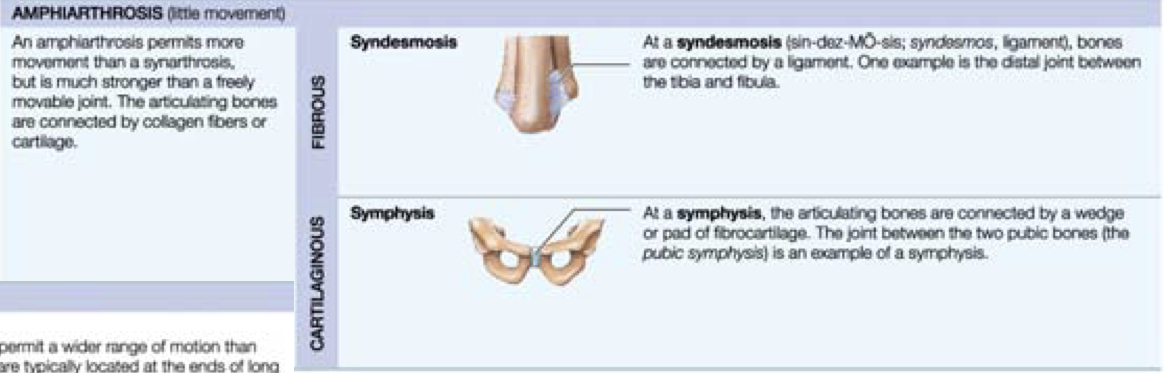 AMPHIARTHROSIS (little movement)
An amphiarthrosis permits more
movement than a synarthrosis,
but is much stronger than a freely
movable joint. The articulating bones
are connected by collagen fibers or
cartilage.
FIBROUS
Syndesmosis
At a syndesmosis (sin-dez-MŌ-sis; syndesmos, ligament), bones
are connected by a ligament. One example is the distal joint between
the tibia and fibula.
CARTILAGINOUS
Symphysis
At a symphysis, the articulating bones are connected by a wedge
or pad of fibrocartilage. The joint between the two pubic bones (the
pubic symphysis) is an example of a symphysis.
permit a wider range of motion than
are typically located at the ends of long